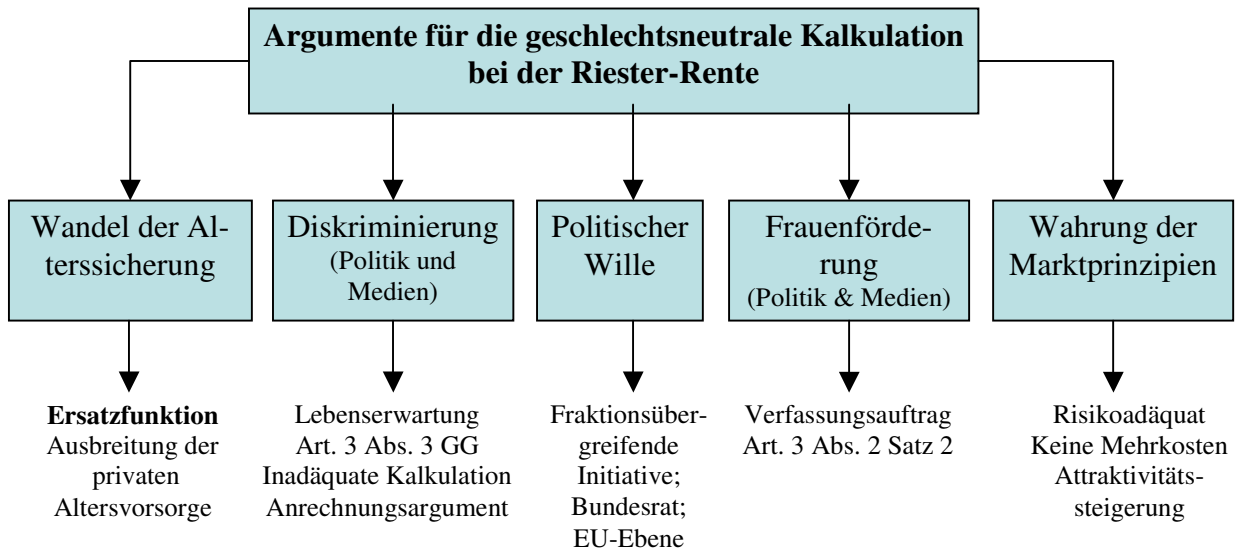 Argumente für die geschlechtsneutrale Kalkulation
bei der Riester-Rente
Wandel der Al-
terssicherung
Diskriminierung
(Politik und
Medien)
Politischer
Wille
Frauenförde-
rung
(Politik & Medien)
Wahrung der
Marktprinzipien
Ersatzfunktion
Ausbreitung der
privaten
Altersvorsorge
Lebenserwartung
Art. 3 Abs. 3 GG
Inadäquate Kalkulation
Anrechnungsargument
Fraktionsüber-
greifende
Initiative;
Bundesrat;
EU-Ebene
Verfassungsauftrag
Art. 3 Abs. 2 Satz 2
Risikoadäquat
Keine Mehrkosten
Attraktivitäts-
steigerung